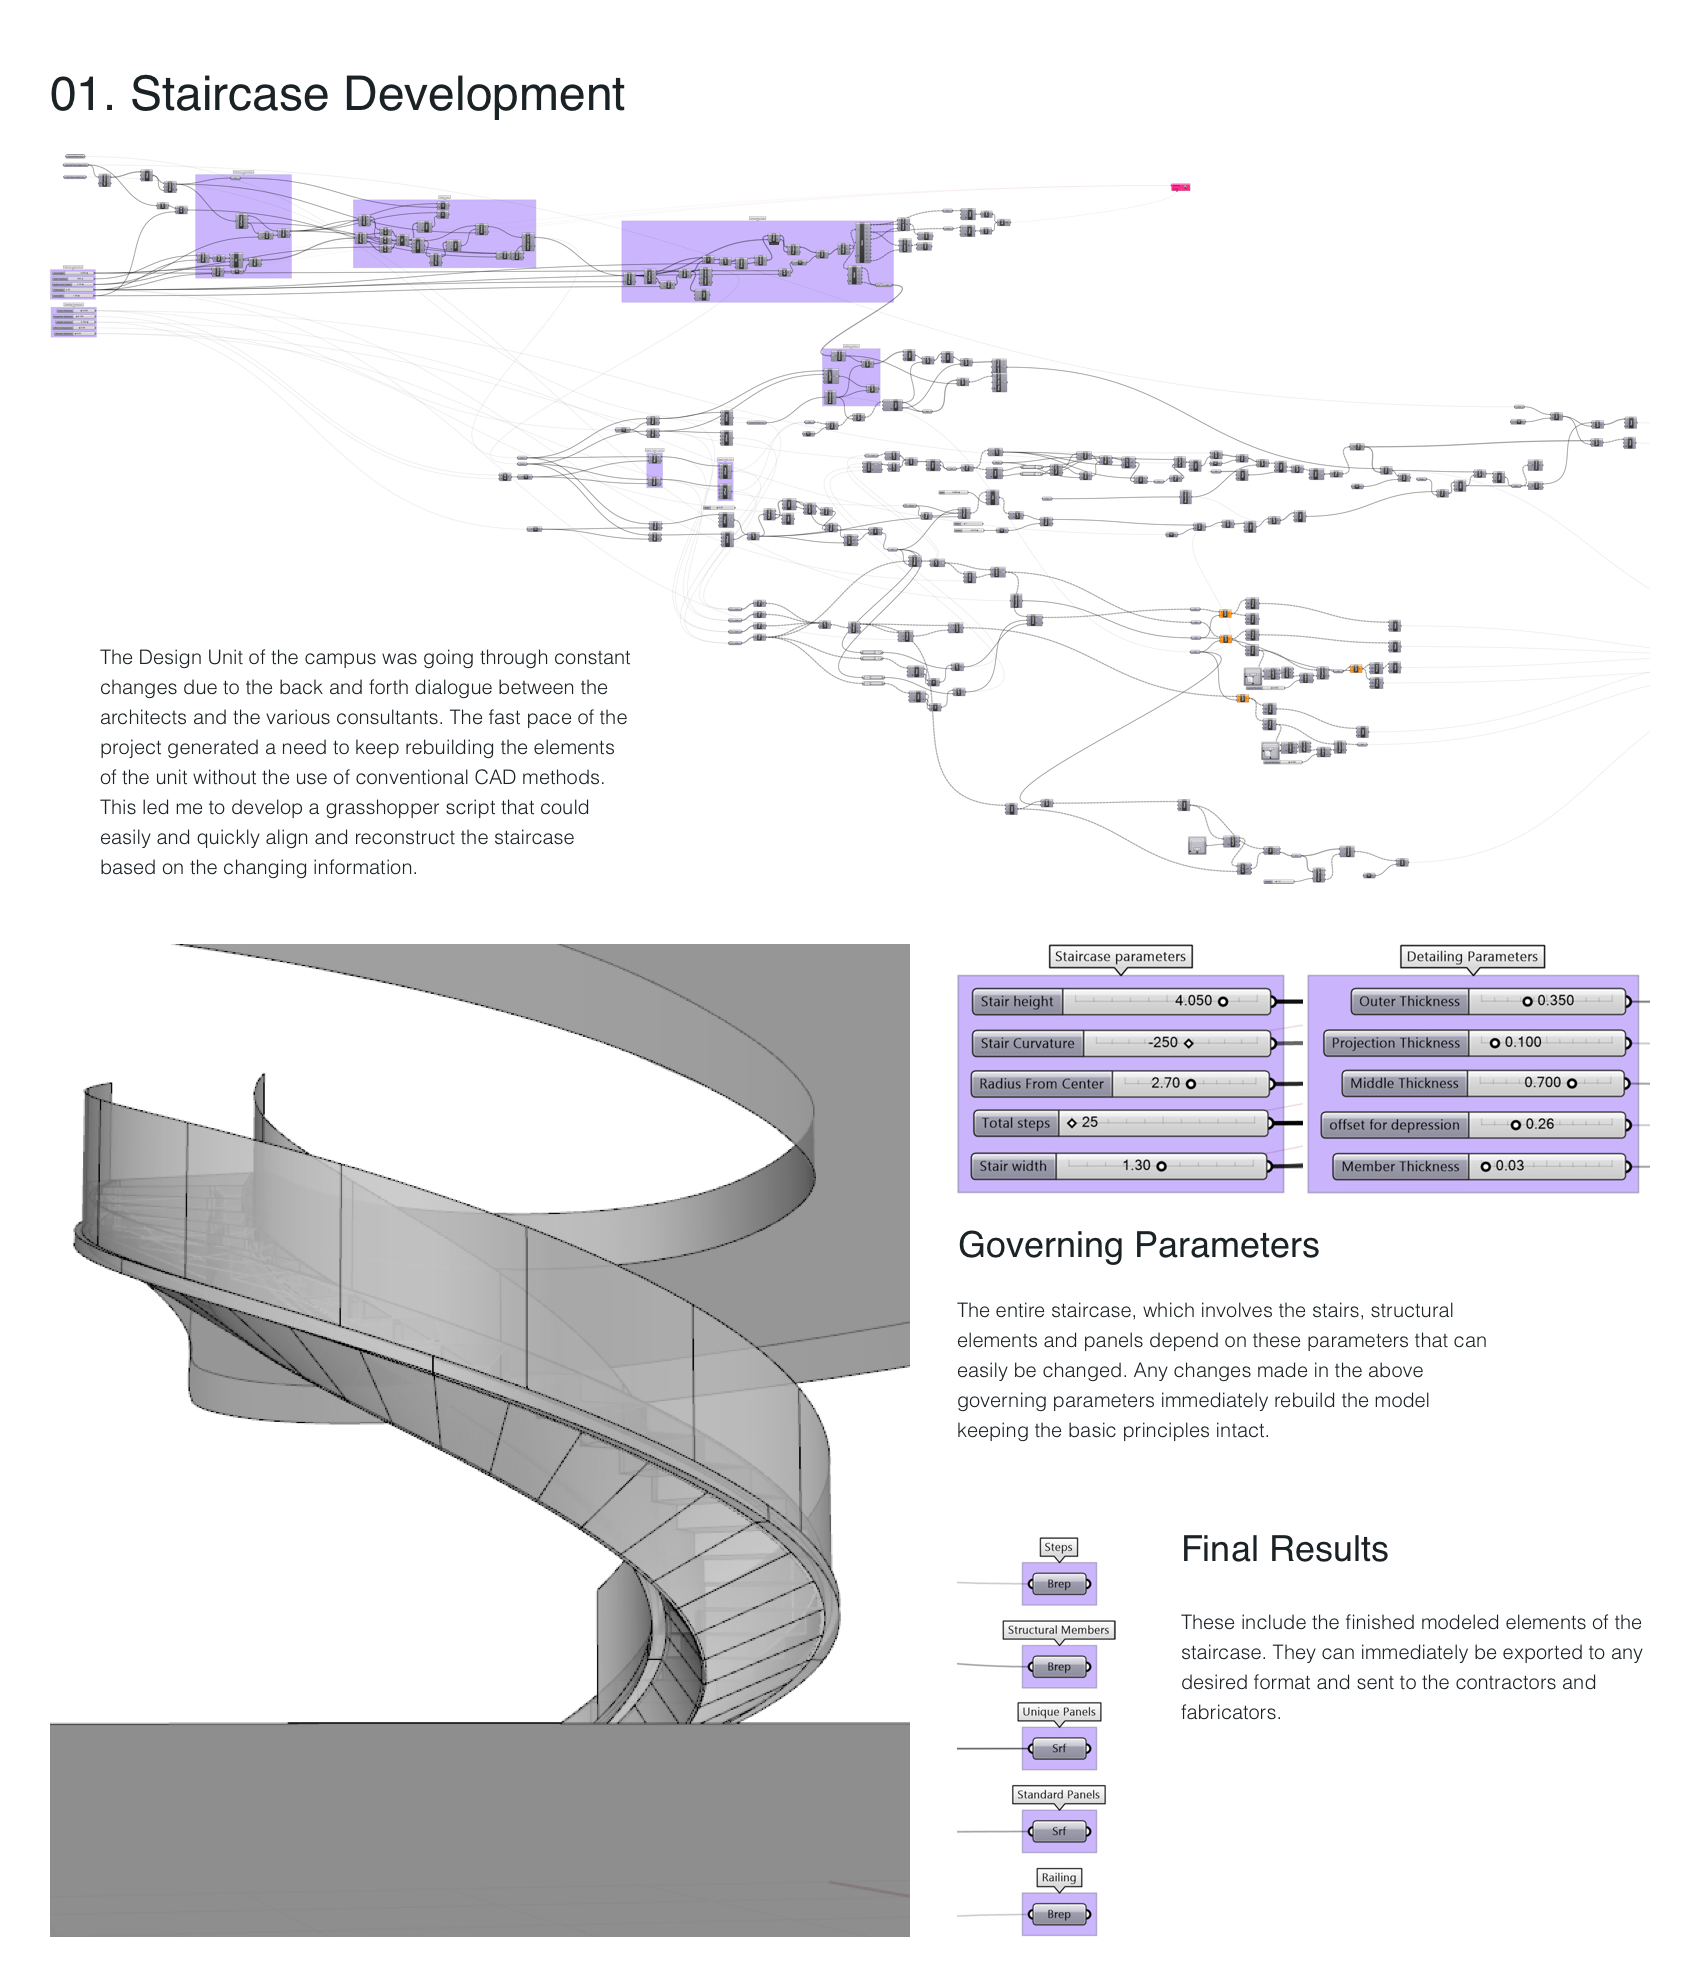 01. Staircase Development
The Design Unit of the campus was going through constant
changes due to the back and forth dialogue between the
architects and the various consultants. The fast pace of the
project generated a need to keep rebuilding the elements
of the unit without the use of conventional CAD methods.
This led me to develop a grasshopper script that could
easily and quickly align and reconstruct the staircase
based on the changing information.
Staircase parameters
Stair height 4.050
Stair Curvature -250
Radius From Center 2.70
Total steps 25
Stair width 1.30
Detailing Parameters
Outer Thickness 0.350
Projection Thickness 0.100
Middle Thickness 0.700
offset for depression 0.26
Member Thickness 0.03
Governing Parameters
The entire staircase, which involves the stairs, structural
elements and panels depend on these parameters that can
easily be changed. Any changes made in the above
governing parameters immediately rebuild the model
keeping the basic principles intact.
Steps
Brep
Structural Members
Brep
Unique Panels
Srf
Standard Panels
Srf
Railing
Brep
Final Results
These include the finished modeled elements of the
staircase. They can immediately be exported to any
desired format and sent to the contractors and
fabricators.